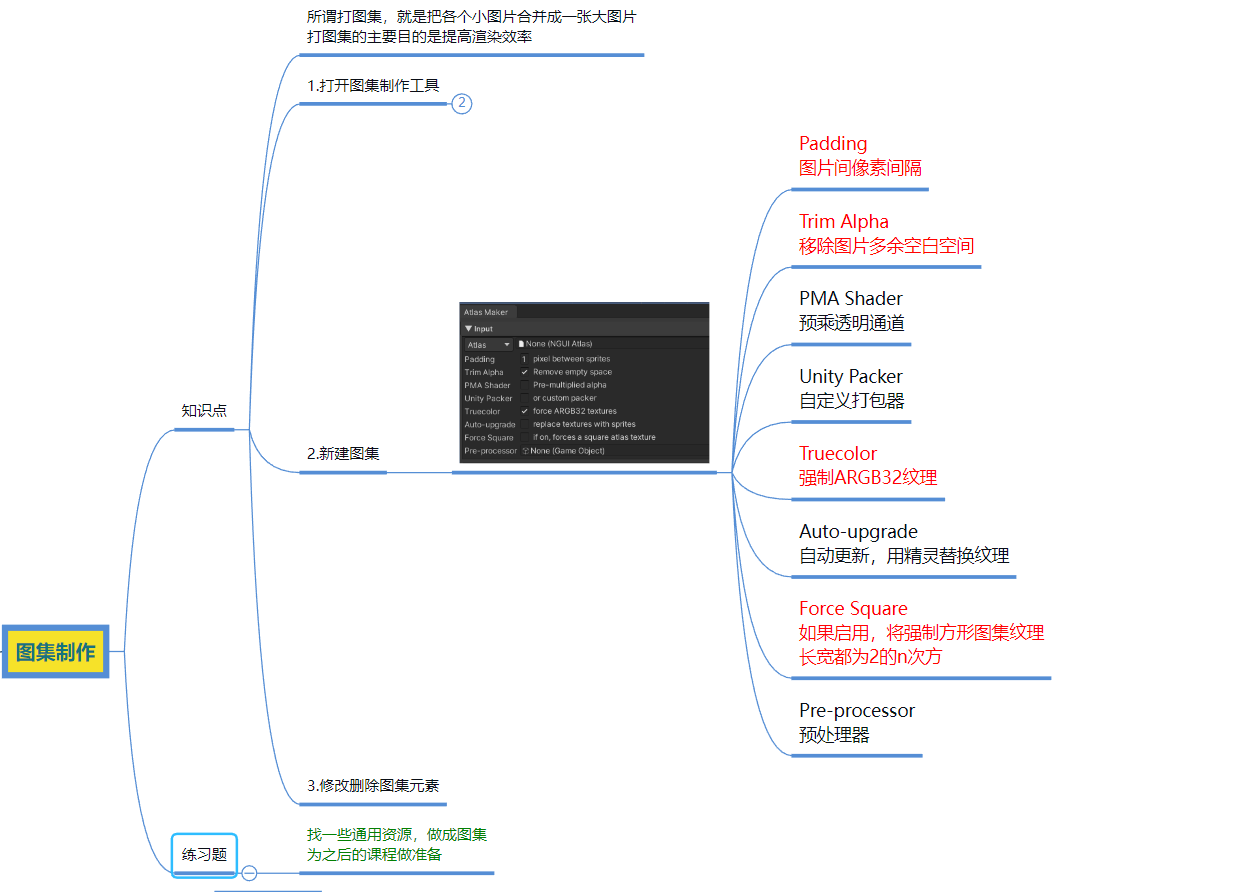 所谓打图集，就是把各个小图片合并成一张大图片
打图集的主要目的是提高渲染效率
1.打开图集制作工具
2
Padding
图片间像素间隔
Trim Alpha
移除图片多余空白空间
PMA Shader
预乘透明通道
Atlas Maker
Input
Atlas None (NGUI Atlas)
Padding 1 pixel between sprites
Trim Alpha Remove empty space
PMA Shader Pre-multiplied alpha
Unity Packer or custom packer
Truecolor force ARGB32 textures
Auto-upgrade replace textures with sprites
Force Square if on, forces a square atlas texture
Pre-processor None (Game Object)
Unity Packer
自定义打包器
知识点
2.新建图集
Truecolor
强制ARGB32纹理
Auto-upgrade
自动更新，用精灵替换纹理
Force Square
如果启用，将强制方形图集纹理
长宽都为2的n次方
图集制作
Pre-processor
预处理器
3.修改删除图集元素
练习题
找一些通用资源，做成图集
为之后的课程做准备